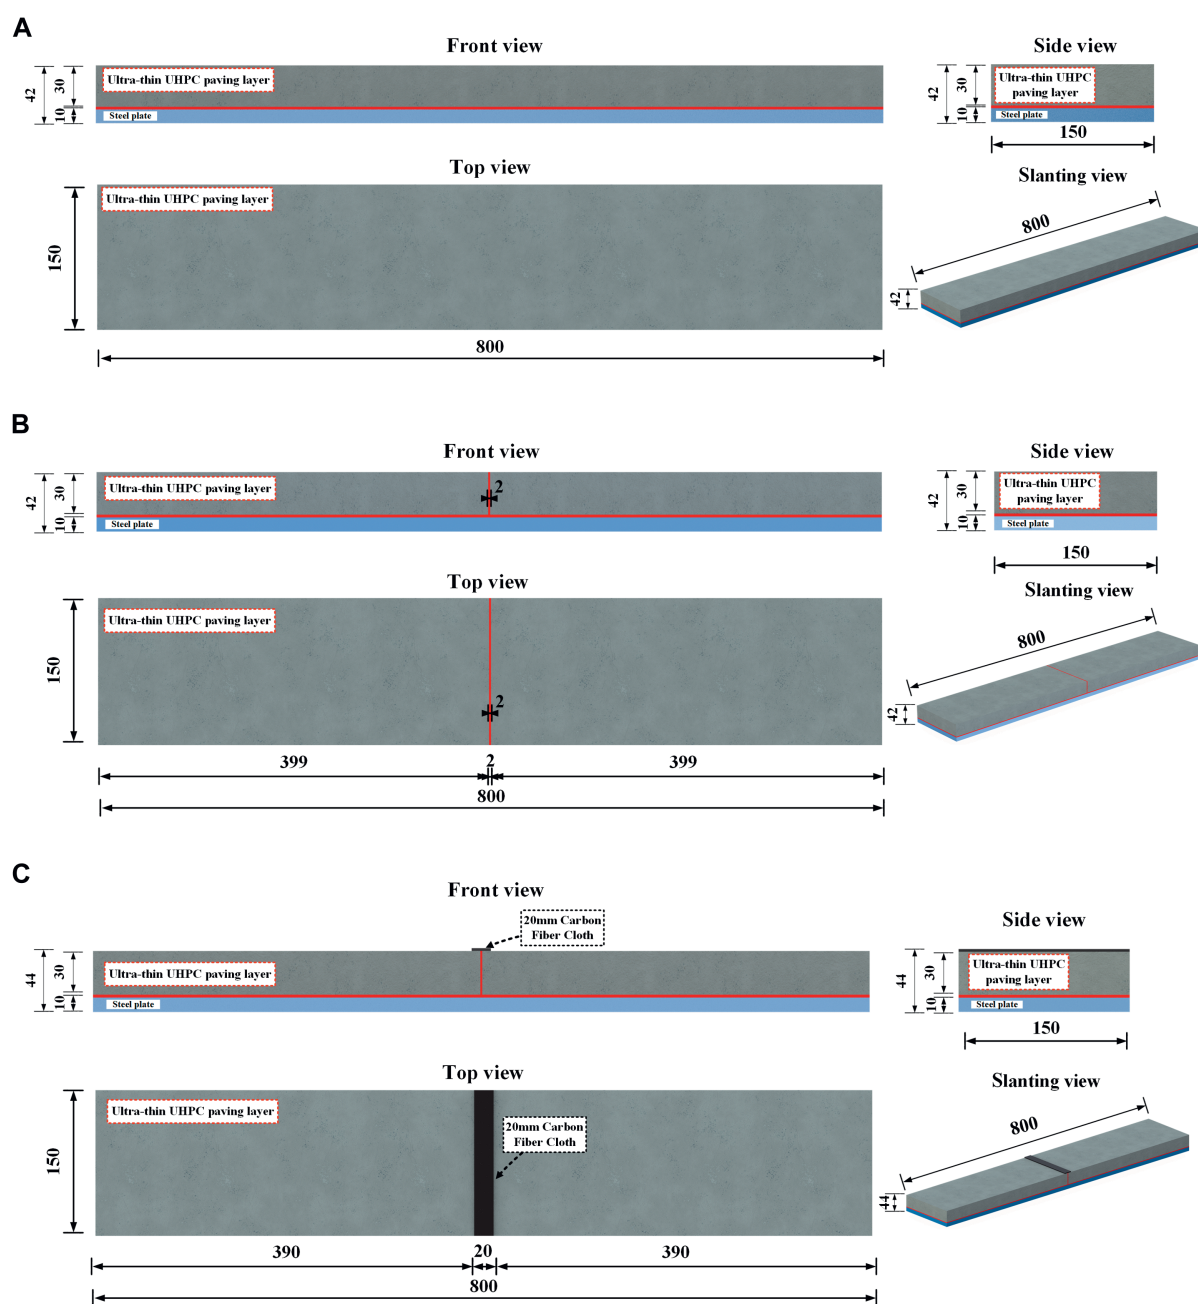 A
Front view
Side view
42
30
10
Ultra-thin UHPC paving layer
Steel plate
42
30
10
Ultra-thin UHPC
paving layer
Steel plate
150
Top view
Slanting view
Ultra-thin UHPC paving layer
150
800
800
42
B
Front view
Side view
42
30
10
Ultra-thin UHPC paving layer
2
Steel plate
42
30
10
Ultra-thin UHPC
paving layer
Steel plate
150
Top view
Slanting view
Ultra-thin UHPC paving layer
150
2
399
2
399
800
800
42
C
Front view
Side view
20mm Carbon
Fiber Cloth
44
30
10
Ultra-thin UHPC paving layer
Steel plate
44
30
10
Ultra-thin UHPC
paving layer
Steel plate
150
Top view
Slanting view
Ultra-thin UHPC paving layer
20mm Carbon
Fiber Cloth
150
390
20
390
800
800
44